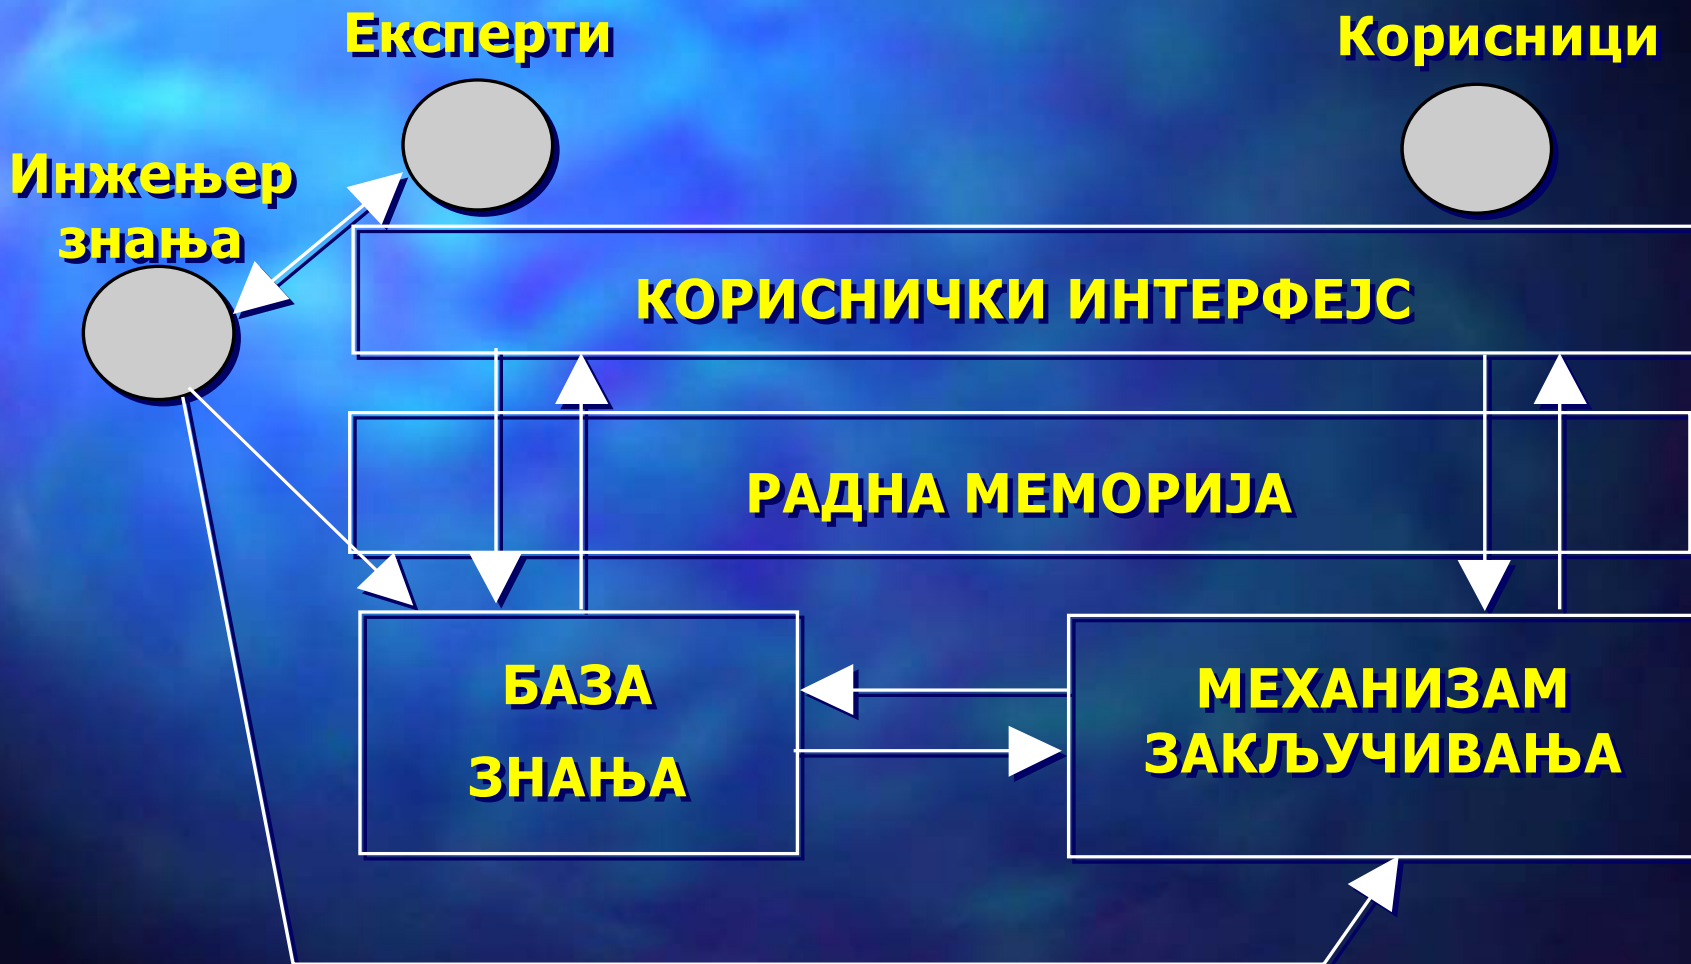 Експерти
Корисници
Инжењер
знања
КОРИСНИЧКИ ИНТЕРФЕЈС
РАДНА МЕМОРИЈА
БАЗА
ЗНАЊА
МЕХАНИЗАМ
ЗАКЉУЧИВАЊА